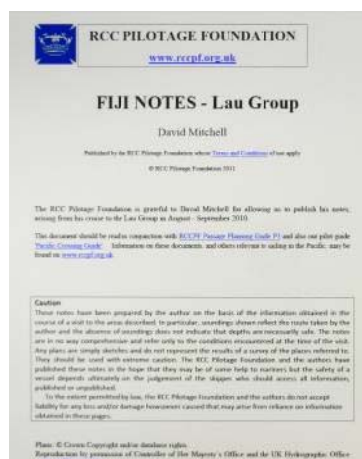 RCC PILOTAGE FOUNDATION
www.rccpf.org.uk
FIJI NOTES - Lau Group
David Mitchell
Published by the RCC Pilotage Foundation whose Terms and Conditions of use apply
© RCC Pilotage Foundation 2011
The RCC Pilotage Foundation is grateful to David Mitchell for allowing us to publish his notes,
arising from his cruise to the Lau Group in August - September 2010.
This document should be read in conjunction with RCCPF Passage Planning Guide P3 and also our pilot guide
'Pacific Crossing Guide' Information on these documents, and others relevant to sailing in the Pacific, may be
found on www.rccpf.org.uk
Caution
These notes have been prepared by the author on the basis of the information obtained in the
course of a visit to the areas described. In particular, soundings shown reflect the route taken by
the author and the absence of soundings does not indicate that depths are necessarily safe. The notes
are in no way comprehensive and refer only to the conditions encountered at the time of the visit.
Any plans are simply sketches and do not represent the results of a survey of the places referred to.
They should be used with extreme caution. The RCC Pilotage Foundation and the authors have
published these notes in the hope that they may be of some help to mariners but the safety of a
vessel depends ultimately on the judgement of the skipper who should access all information,
published or unpublished.
To the extent permitted by law, the RCC Pilotage Foundation and the authors do not accept
liability for any loss and/or damage howsoever caused that may arise from reliance on information
obtained in these pages.
Plans: © Crown Copyright and/or database rights.
Reproduction by permission of Controller of Her Majesty's Office and the UK Hydrographic Office